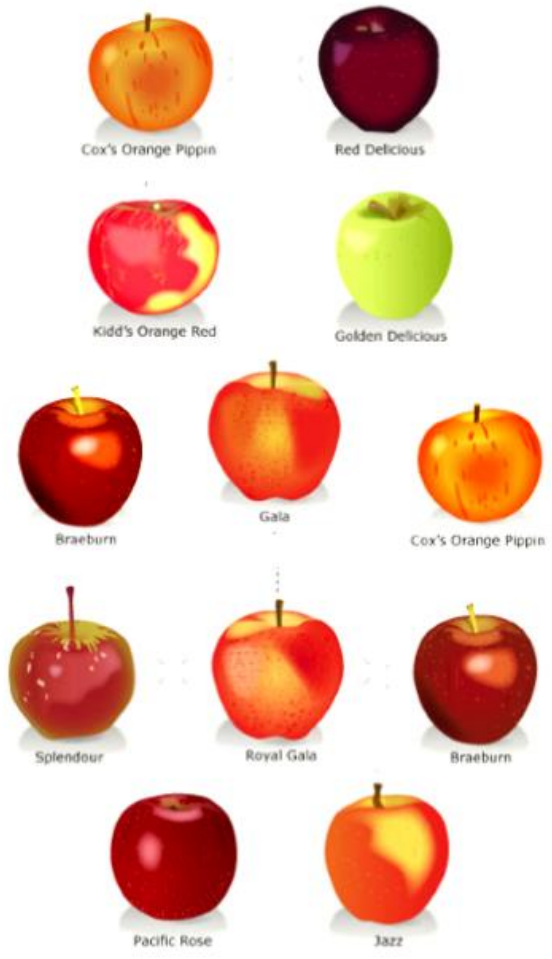 Cox's Orange Pippin
Red Delicious
Kidd's Orange Red
Golden Delicious
Braeburn
Gala
Cox's Orange Pippin
Splendour
Royal Gala
Braeburn
Pacific Rose
Jazz